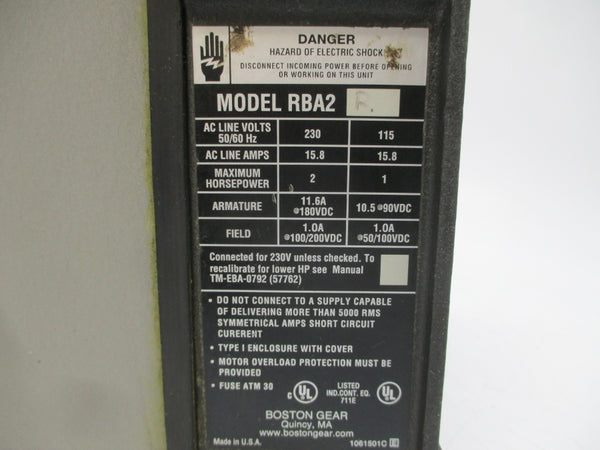 DANGER
HAZARD OF ELECTRIC SHOCK
DISCONNECT INCOMING POWER BEFORE OPENING
OR WORKING ON THIS UNIT
MODEL RBA2 R.
AC LINE VOLTS 50/60 Hz 230 115
AC LINE AMPS 15.8 15.8
MAXIMUM HORSEPOWER 2 1
ARMATURE 11.6A @180VDC 10.5 @90VDC
FIELD 1.0A @100/200VDC 1.0A @50/100VDC
Connected for 230V unless checked. To
recalibrate for lower HP see Manual
TM-EBA-0792 (57762)
• DO NOT CONNECT TO A SUPPLY CAPABLE
OF DELIVERING MORE THAN 5000 RMS
SYMMETRICAL AMPS SHORT CIRCUIT
CURERENT
• TYPE I ENCLOSURE WITH COVER
• MOTOR OVERLOAD PROTECTION MUST BE
PROVIDED
• FUSE ATM 30 c UL LISTED IND.CONT. EQ. 711E UL
BOSTON GEAR
Quincy, MA
www.bostongear.com
Made in U.S.A. 1061501C